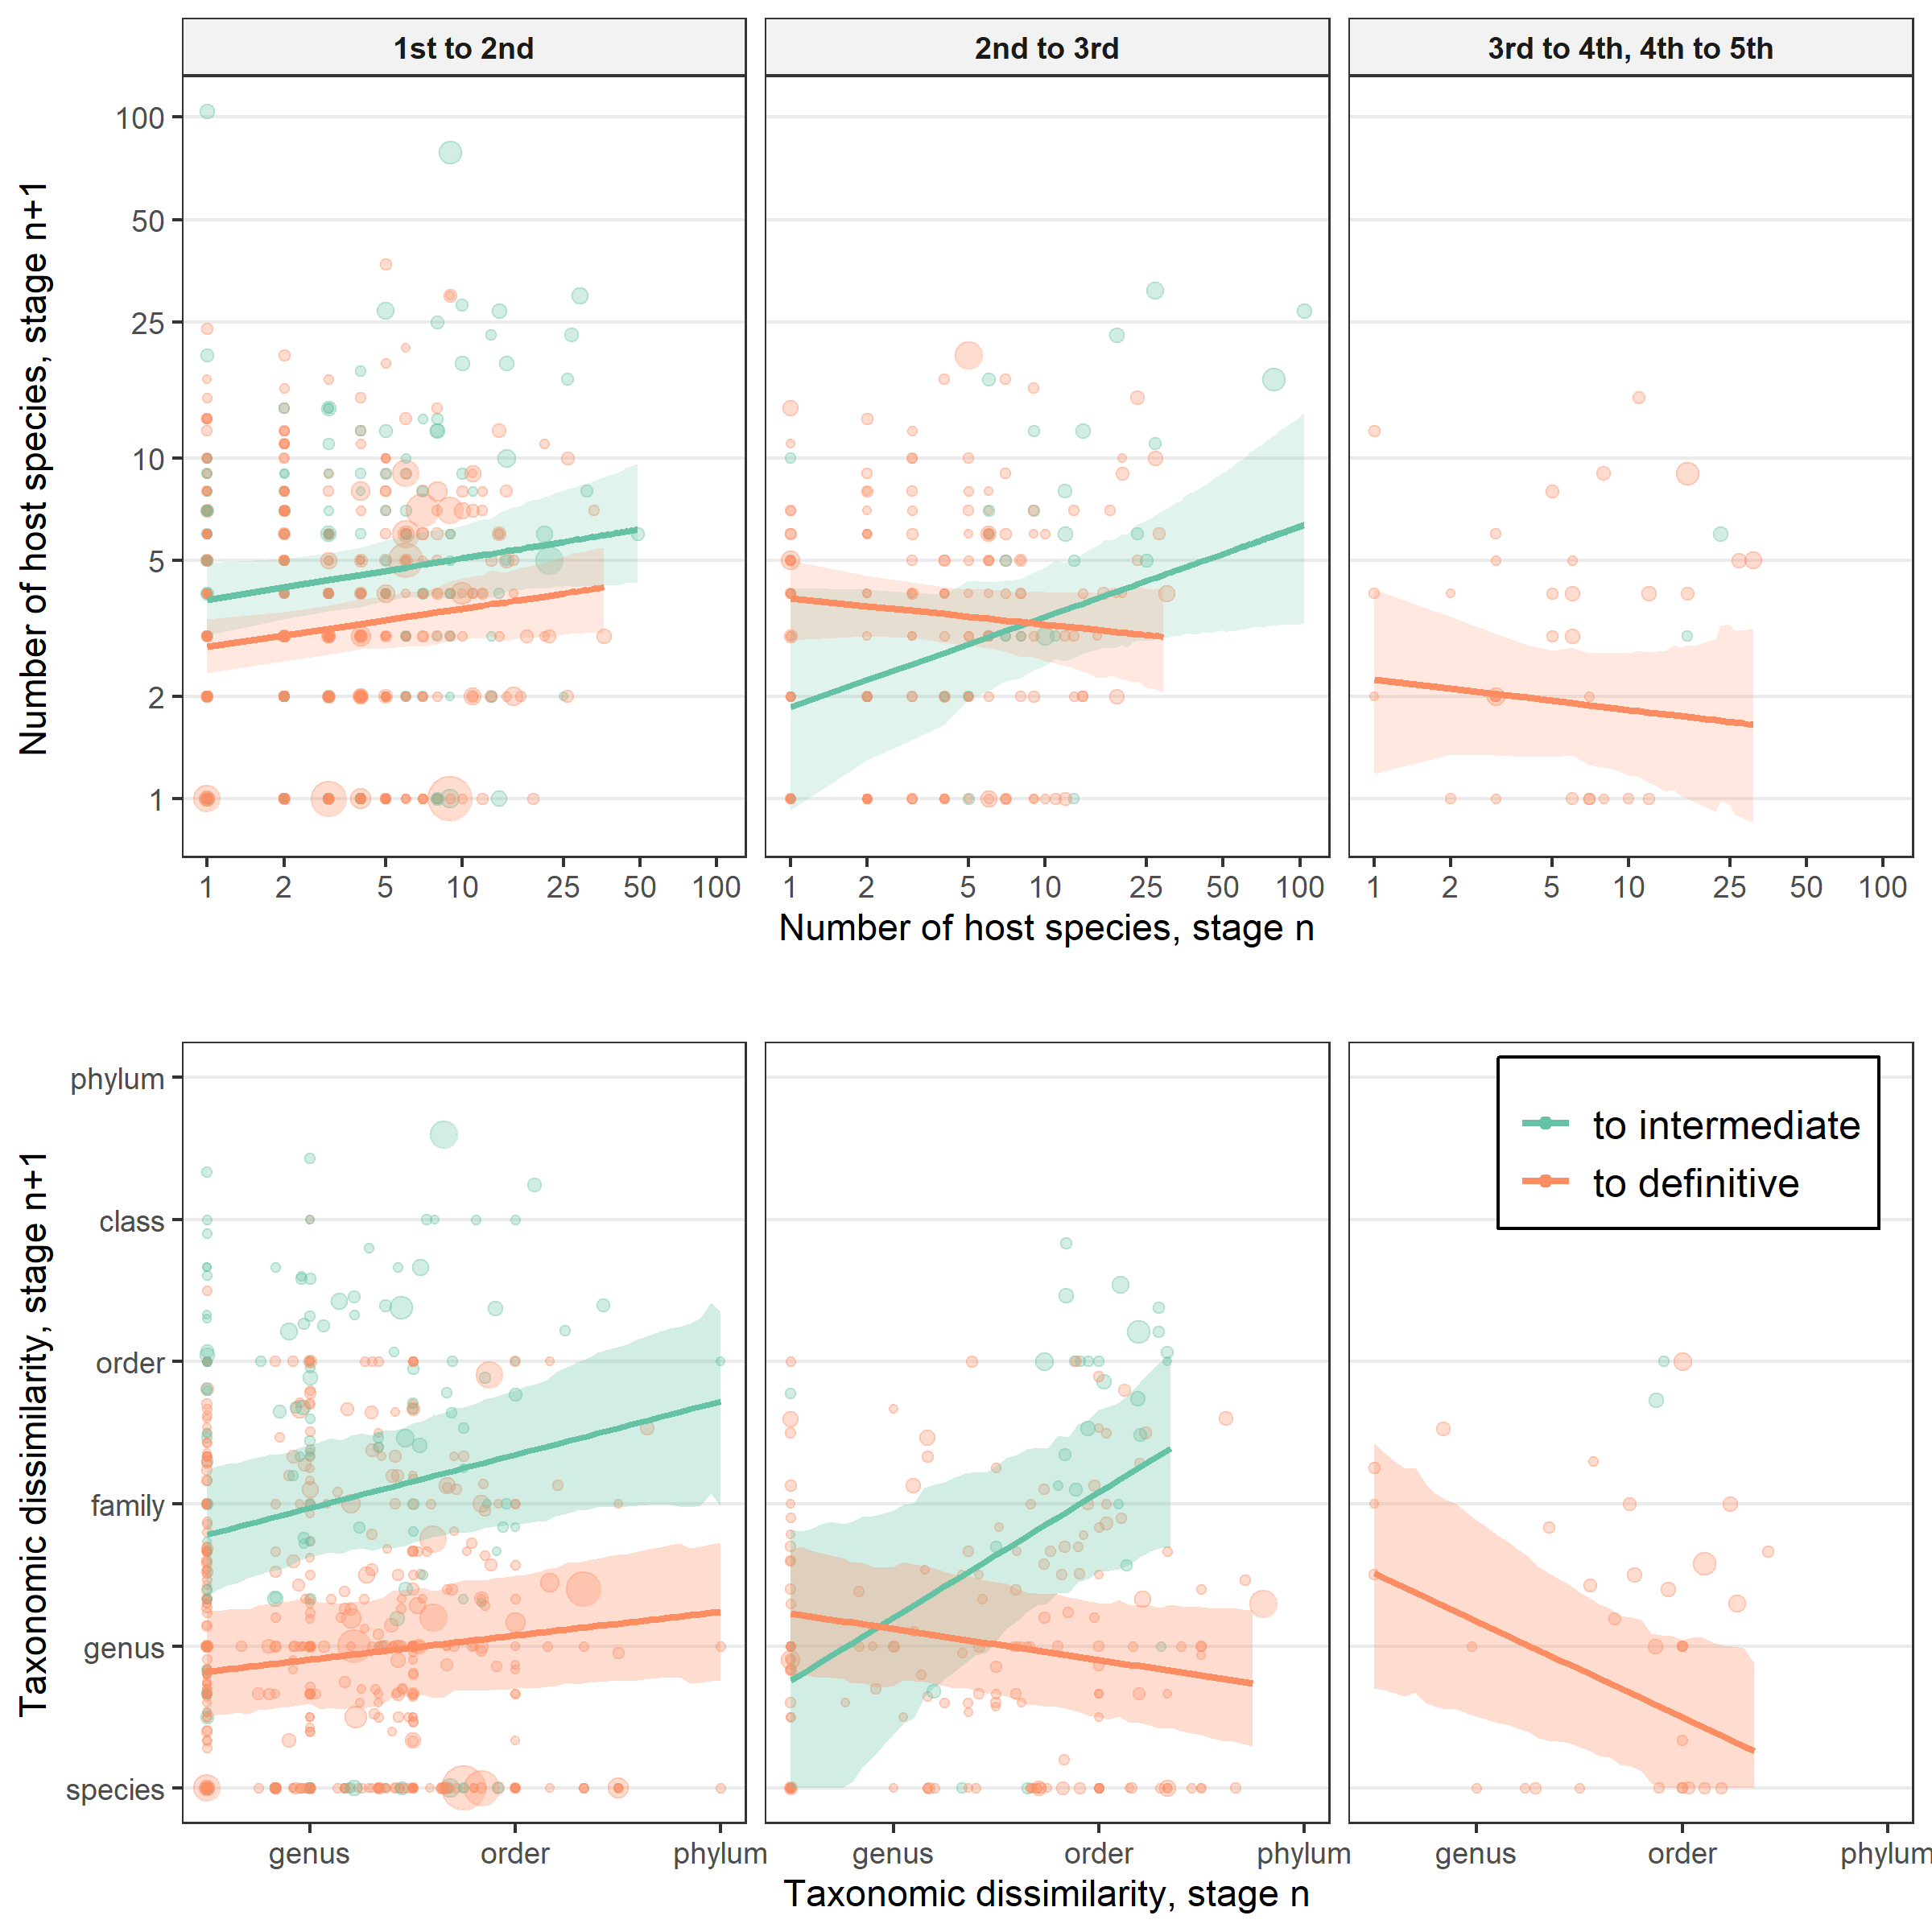 1st to 2nd
2nd to 3rd
3rd to 4th, 4th to 5th
Number of host species, stage n+1
100
50
25
10
5
2
1
1 2 5 10 25 50 100
1 2 5 10 25 50 100
1 2 5 10 25 50 100
Number of host species, stage n
Taxonomic dissimilarity, stage n+1
phylum
class
order
family
genus
species
to intermediate
to definitive
genus order phylum
genus order phylum
genus order phylum
Taxonomic dissimilarity, stage n